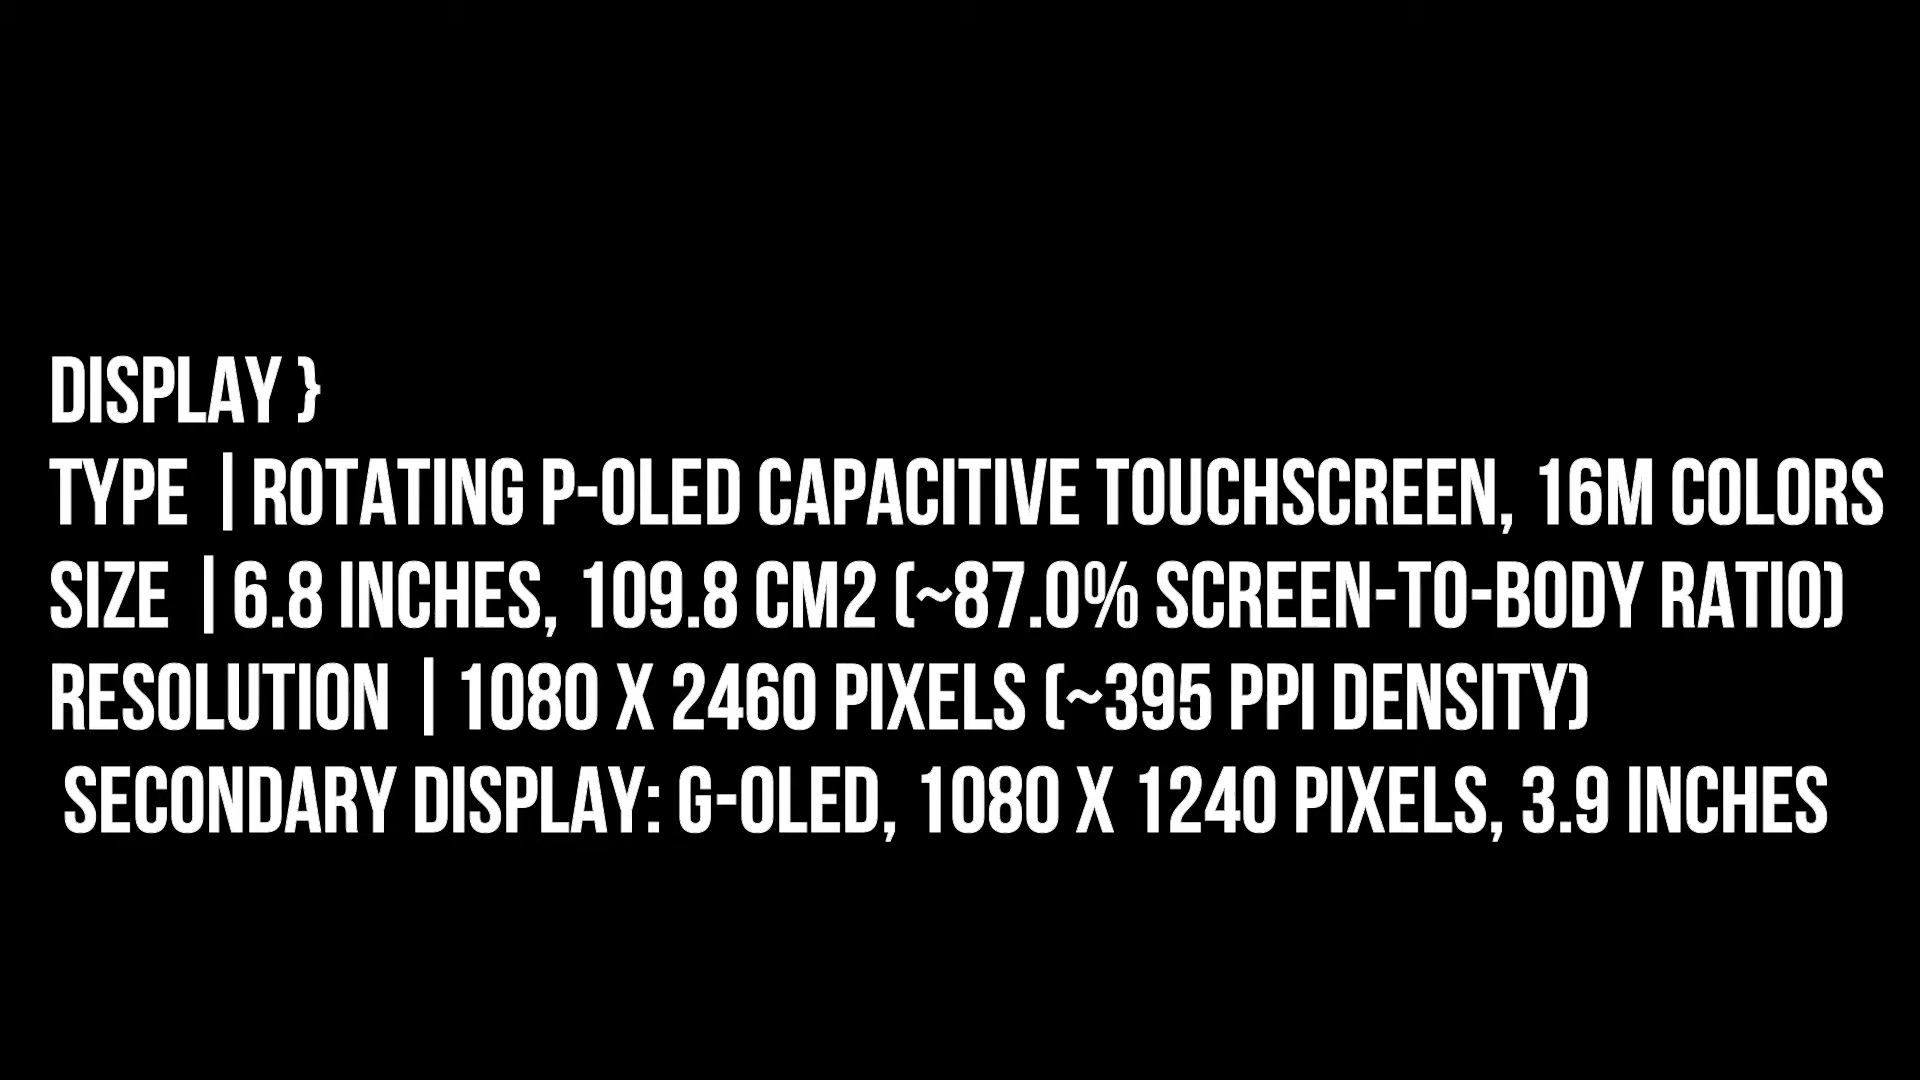 DISPLAY }
TYPE | ROTATING P-OLED CAPACITIVE TOUCHSCREEN, 16M COLORS
SIZE | 6.8 INCHES, 109.8 CM2 (~87.0% SCREEN-TO-BODY RATIO)
RESOLUTION | 1080 X 2460 PIXELS (~395 PPI DENSITY)
SECONDARY DISPLAY: G-OLED, 1080 X 1240 PIXELS, 3.9 INCHES